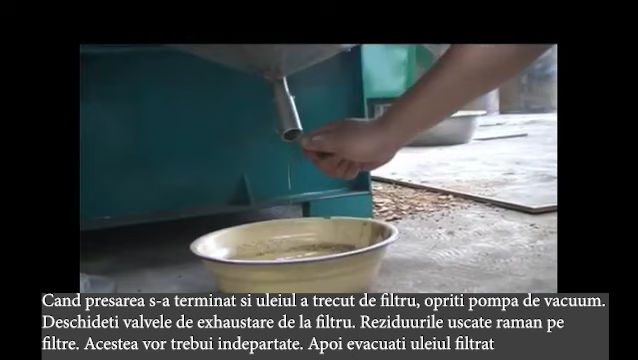 Cand presarea s-a terminat si uleiul a trecut de filtru, opriti pompa de vacuum.
Deschideti valvele de exhaustare de la filtru. Reziduurile uscate raman pe
filtre. Acestea vor trebui indepartate. Apoi evacuati uleiul filtrat